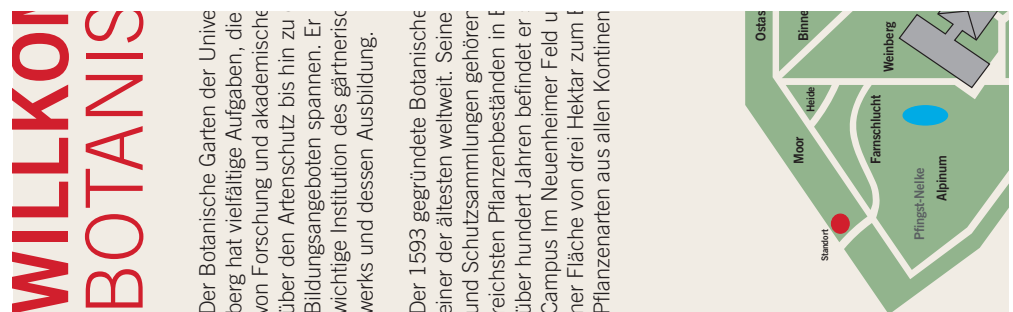 WILLKOM
BOTANIS
Der Botanische Garten der Unive
berg hat vielfältige Aufgaben, die
von Forschung und akademische
über den Artenschutz bis hin zu
Bildungsangeboten spannen. Er
wichtige Institution des gärtnerisc
werks und dessen Ausbildung.
Der 1593 gegründete Botanische
einer der ältesten weltweit. Seine
und Schutzsammlungen gehören
reichsten Pflanzenbeständen in E
über hundert Jahren befindet er
Campus Im Neuenheimer Feld u
ner Fläche von drei Hektar zum B
Pflanzenarten aus allen Kontinen
Ostas
Binne
Weinberg
Heide
Moor
Farnschlucht
Pfingst-Nelke
Alpinum
Standort